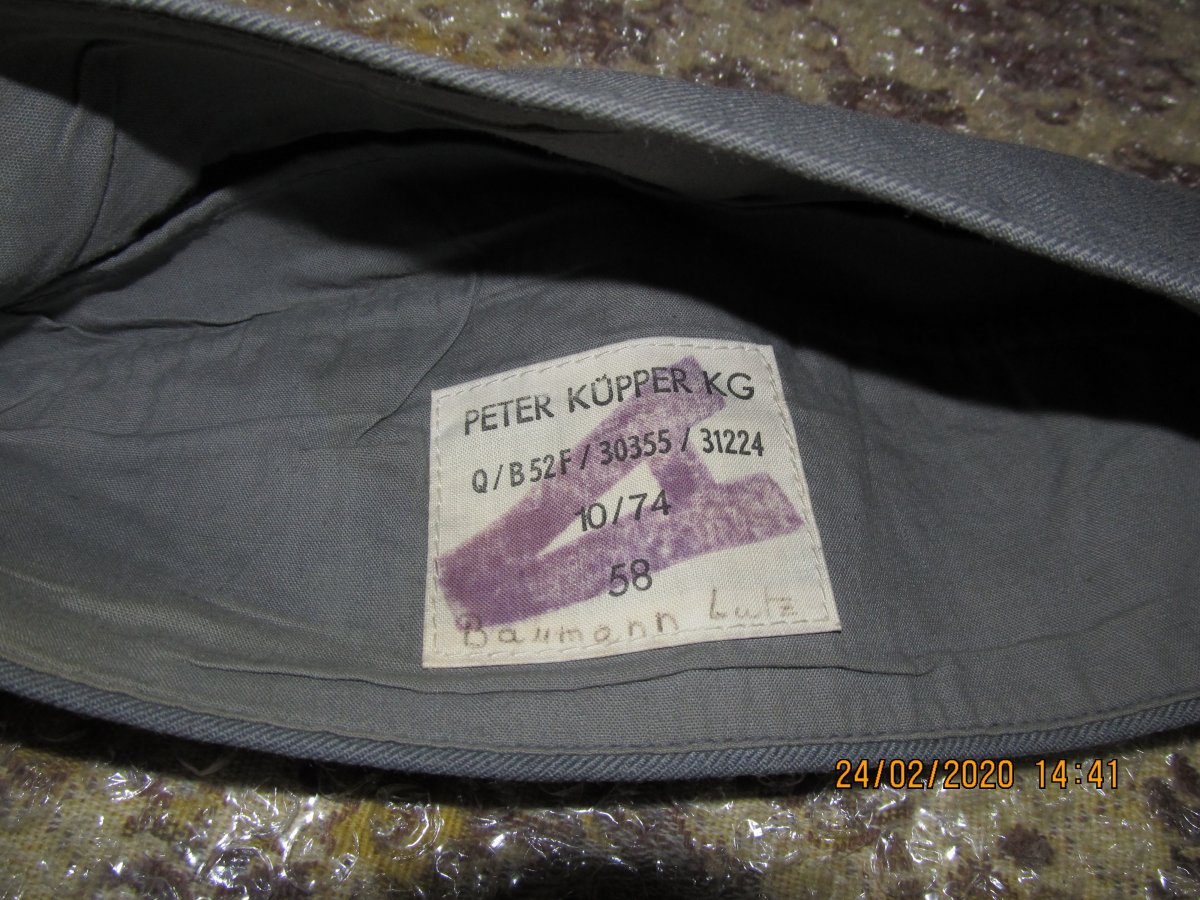 PETER KÜPPER KG
Q/B52F/30355/31224
10/74
58
Baumann Lutz
24/02/2020 14:41